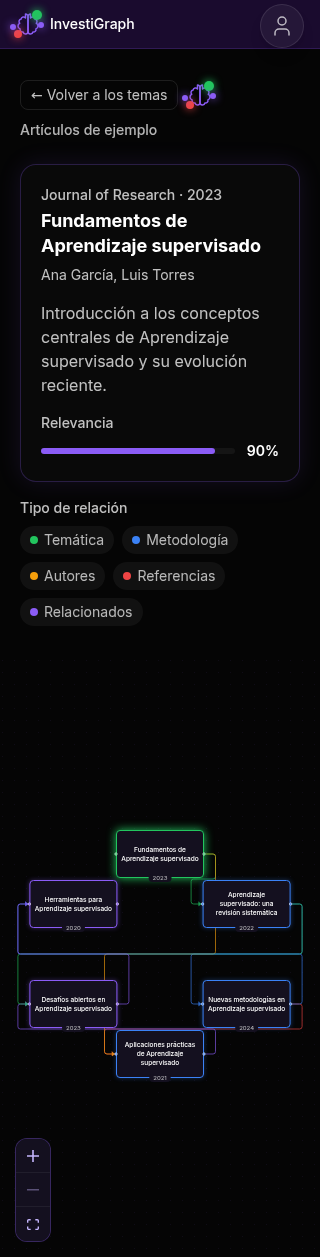 InvestiGraph
← Volver a los temas
Artículos de ejemplo
Journal of Research · 2023
Fundamentos de
Aprendizaje supervisado
Ana García, Luis Torres
Introducción a los conceptos
centrales de Aprendizaje
supervisado y su evolución
reciente.
Relevancia
90%
Tipo de relación
Temática
Metodología
Autores
Referencias
Relacionados
Fundamentos de
Aprendizaje supervisado
2023
Herramientas para
Aprendizaje supervisado
2020
Aprendizaje
supervisado: una
revisión sistemática
2022
Desafíos abiertos en
Aprendizaje supervisado
2023
Nuevas metodologías en
Aprendizaje supervisado
2024
Aplicaciones prácticas
de Aprendizaje
supervisado
2021